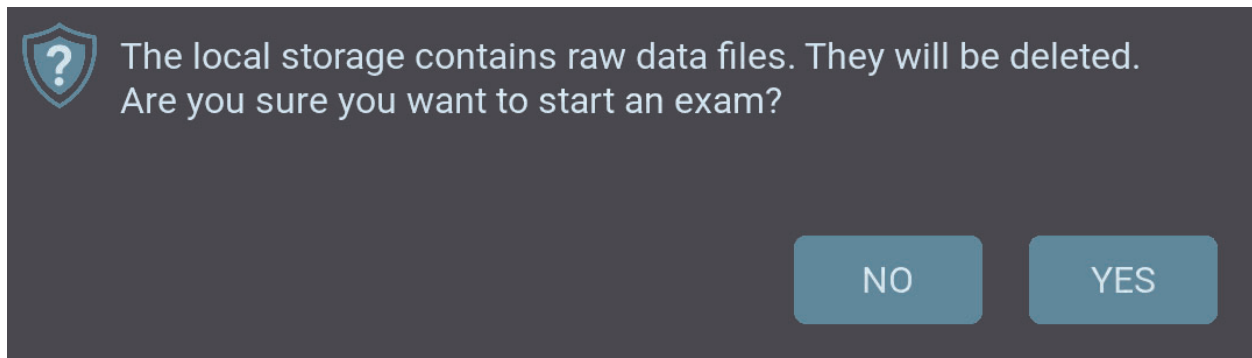 The local storage contains raw data files. They will be deleted.
Are you sure you want to start an exam?
NO YES